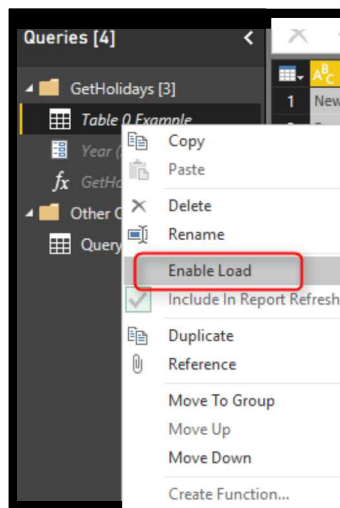 Queries [4]
GetHolidays [3]
Table 0 Example
Year (
GetHo
Other
Query
ABC
1 New
Copy
Paste
Delete
Rename
Enable Load
Include In Report Refresh
Duplicate
Reference
Move To Group
Move Up
Move Down
Create Function...